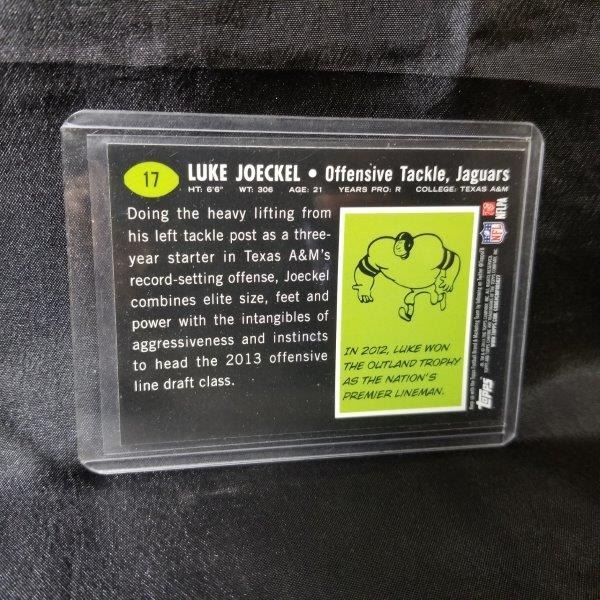 17
LUKE JOECKEL • Offensive Tackle, Jaguars
HT: 6'6" WT: 306 AGE: 21 YEARS PRO: R COLLEGE: TEXAS A&M
Doing the heavy lifting from
his left tackle post as a three-
year starter in Texas A&M's
record-setting offense, Joeckel
combines elite size, feet and
power with the intangibles of
aggressiveness and instincts
to head the 2013 offensive
line draft class.
IN 2012, LUKE WON
THE OUTLAND TROPHY
AS THE NATION'S
PREMIER LINEMAN.
NFL
NFLPA
topps